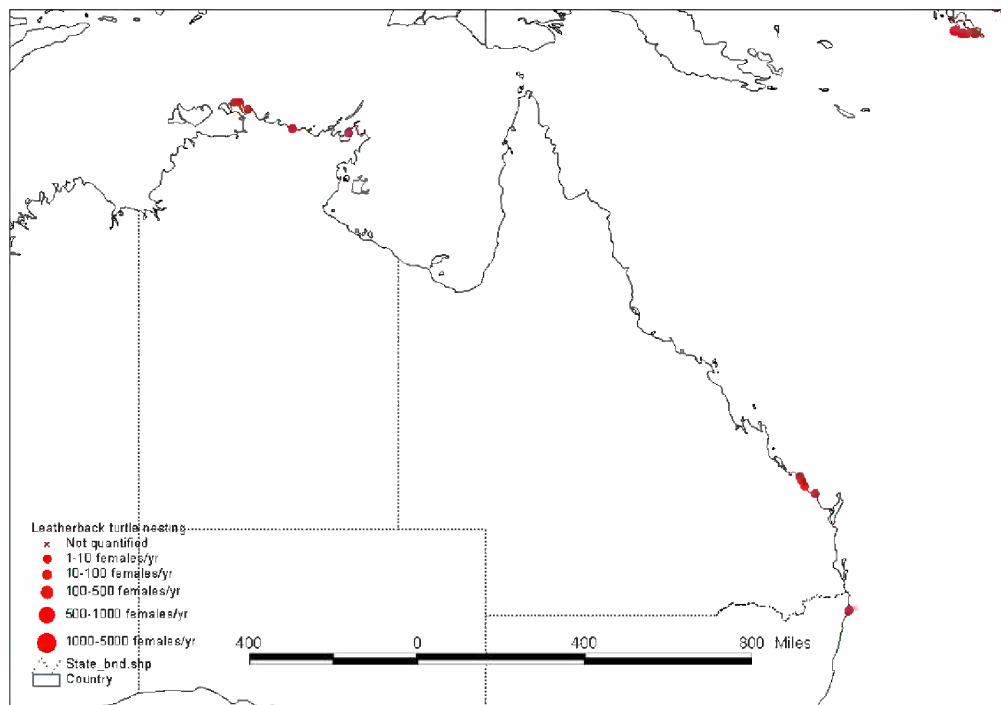 Leatherback turtle nesting
× Not quantified
1-10 females/yr
10-100 females/yr
100-500 females/yr
500-1000 females/yr
1000-5000 females/yr
State_bnd.shp
Country
400 0 400 800 Miles